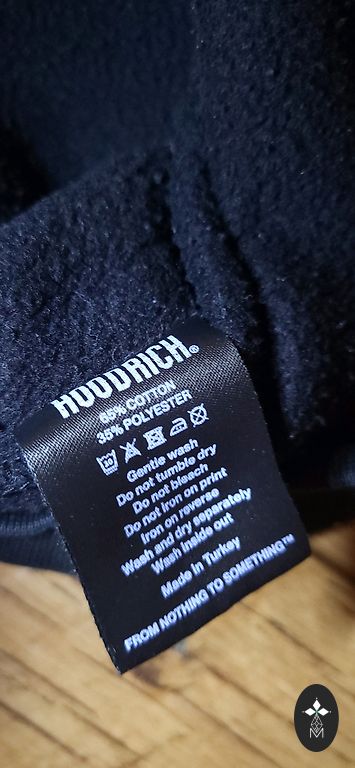 HOODRICH®
65% COTTON
35% POLYESTER
30
Gentle wash
Do not tumble dry
Do not bleach
Do not iron on print
Iron on reverse
Wash and dry separately
Wash inside out
Made in Turkey
FROM NOTHING TO SOMETHING™
M